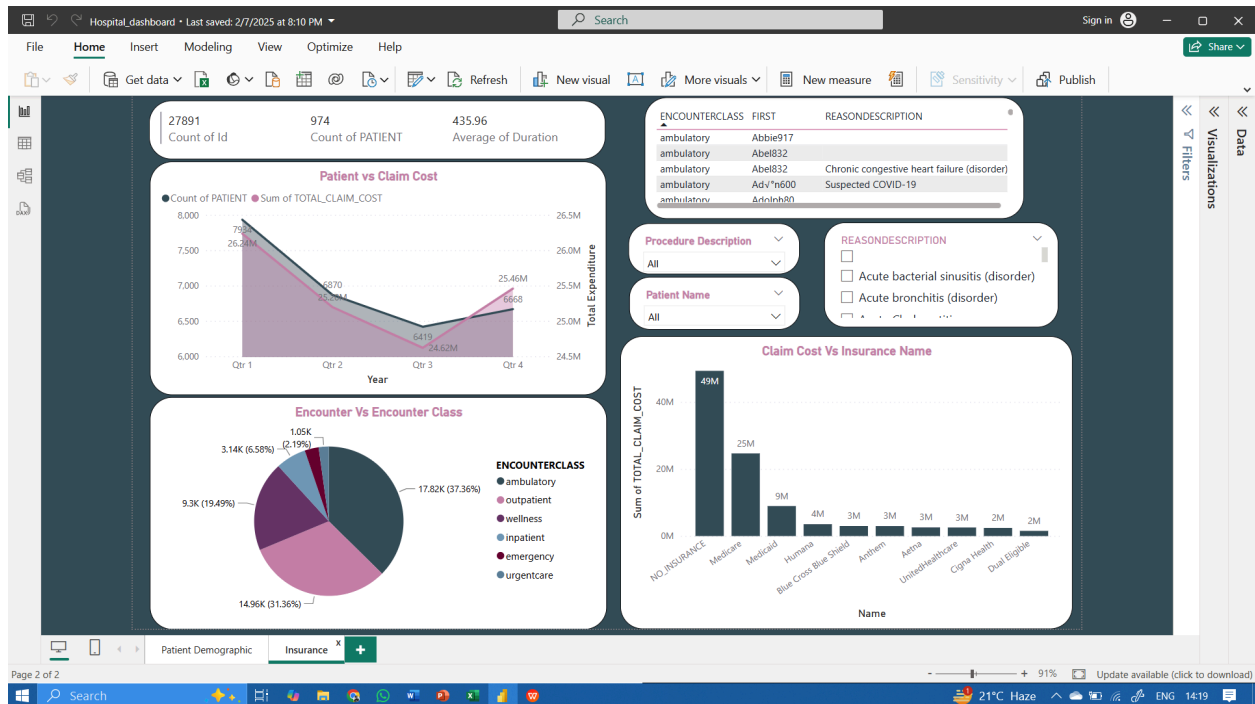 Hospital_dashboard • Last saved: 2/7/2025 at 8:10 PM
Search
Sign in
File Home Insert Modeling View Optimize Help
Share
Get data
Refresh
New visual
More visuals
New measure
Sensitivity
Publish
27891 974 435.96
Count of Id Count of PATIENT Average of Duration
Patient vs Claim Cost
Count of PATIENT Sum of TOTAL_CLAIM_COST
8,000
7,500
7,000
6,500
6,000
7934
26.24M
6870
6419
24.62M
25.46M
6668
26.5M
26.0M
25.5M
25.0M
24.5M
Total Expenditure
Qtr 1 Qtr 2 Qtr 3 Qtr 4
Year
Encounter Vs Encounter Class
1.05K
(2.19%)
3.14K (6.58%)
9.3K (19.49%)
17.82K (37.36%)
14.96K (31.36%)
ENCOUNTERCLASS
ambulatory
outpatient
wellness
inpatient
emergency
urgentcare
ENCOUNTERCLASS FIRST REASONDESCRIPTION
ambulatory Abbie917
ambulatory Abel832
ambulatory Abel832 Chronic congestive heart failure (disorder)
ambulatory Ad√°n600 Suspected COVID-19
ambulatory Adolph80
Procedure Description
All
Patient Name
All
REASONDESCRIPTION
Acute bacterial sinusitis (disorder)
Acute bronchitis (disorder)
Claim Cost Vs Insurance Name
Sum of TOTAL_CLAIM_COST
40M
20M
0M
49M
25M
9M
4M
3M
3M
3M
3M
2M
2M
NO_INSURANCE
Medicare
Medicaid
Humana
Blue Cross Blue Shield
Anthem
Aetna
UnitedHealthcare
Cigna Health
Dual Eligible
Name
Filters
Visualizations
Data
DAX
Patient Demographic
Insurance
x
+
Page 2 of 2
- + 91%
Update available (click to download)
Search
21°C Haze
ENG
14:19